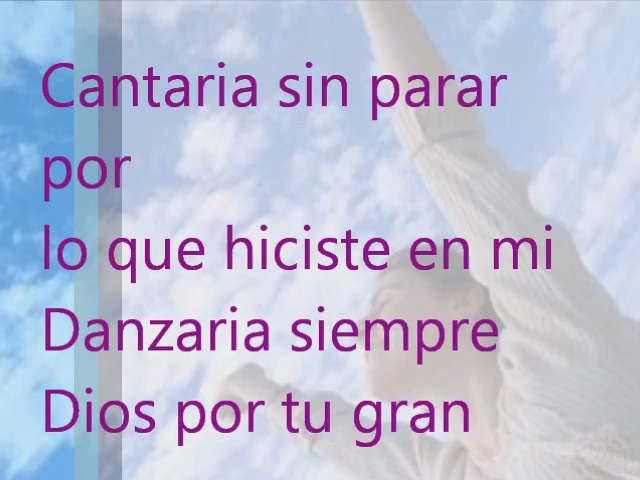 Cantaria sin parar
por
lo que hiciste en mi
Danzaria siempre
Dios por tu gran